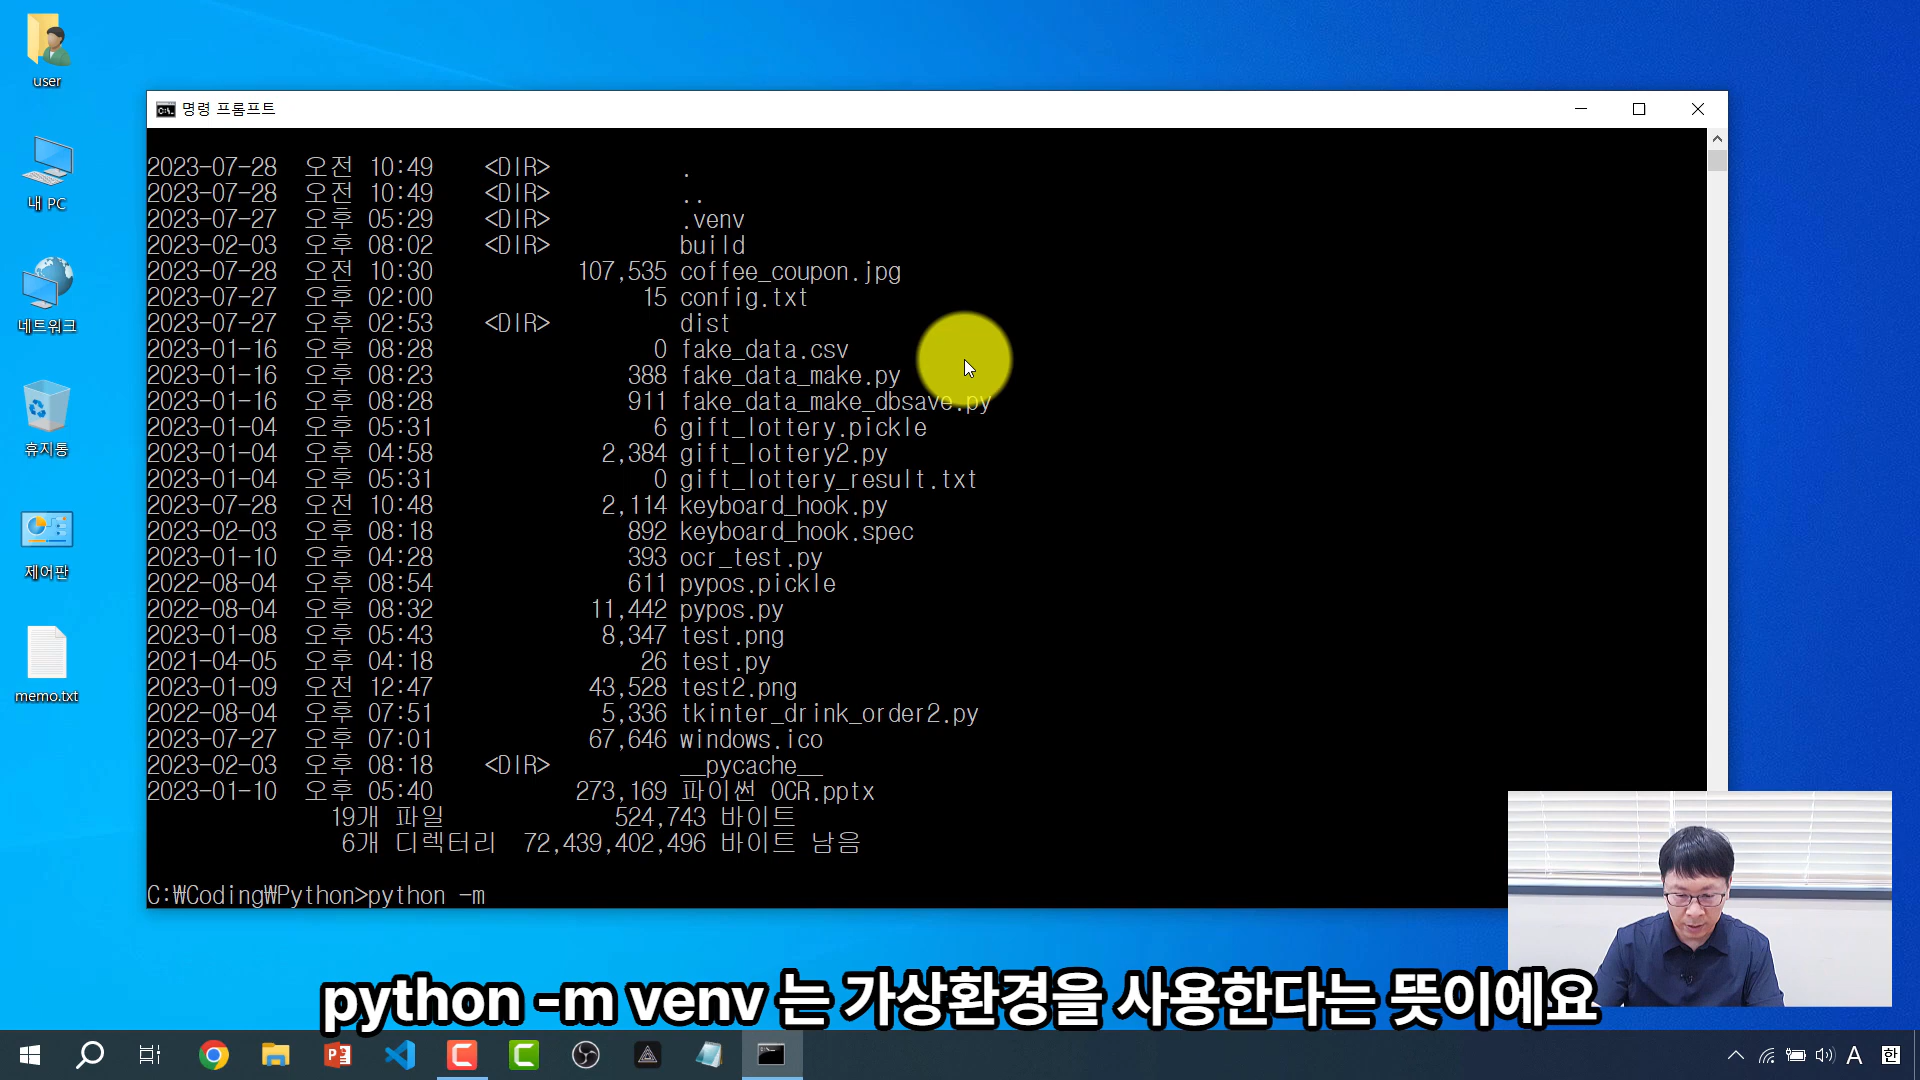 user
내 PC
네트워크
휴지통
제어판
memo.txt
명령 프롬프트
2023-07-28 오전 10:49 <DIR> .
2023-07-28 오전 10:49 <DIR> ..
2023-07-27 오후 05:29 <DIR> .venv
2023-02-03 오후 08:02 <DIR> build
2023-07-28 오전 10:30 107,535 coffee_coupon.jpg
2023-07-27 오후 02:00 15 config.txt
2023-07-27 오후 02:53 <DIR> dist
2023-01-16 오후 08:28 0 fake_data.csv
2023-01-16 오후 08:23 388 fake_data_make.py
2023-01-16 오후 08:28 911 fake_data_make_dbsave.py
2023-01-04 오후 05:31 6 gift_lottery.pickle
2023-01-04 오후 04:58 2,384 gift_lottery2.py
2023-01-04 오후 05:31 0 gift_lottery_result.txt
2023-07-28 오전 10:48 2,114 keyboard_hook.py
2023-02-03 오후 08:18 892 keyboard_hook.spec
2023-01-10 오후 04:28 393 ocr_test.py
2022-08-04 오후 08:54 611 pypos.pickle
2022-08-04 오후 08:32 11,442 pypos.py
2023-01-08 오후 05:43 8,347 test.png
2021-04-05 오후 04:18 26 test.py
2023-01-09 오전 12:47 43,528 test2.png
2022-08-04 오후 07:51 5,336 tkinter_drink_order2.py
2023-07-27 오후 07:01 67,646 windows.ico
2023-02-03 오후 08:18 <DIR> __pycache__
2023-01-10 오후 05:40 273,169 파이썬 OCR.pptx
19개 파일 524,743 바이트
6개 디렉터리 72,439,402,496 바이트 남음
C:₩Coding₩Python>python -m
python -m venv 는 가상환경을 사용한다는 뜻이에요
A 한